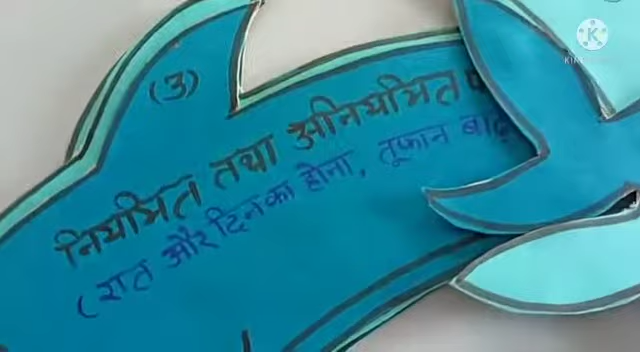 (3)
नियमित तथा अनियमित
(रात और दिन का होना, तूफान बाढ़